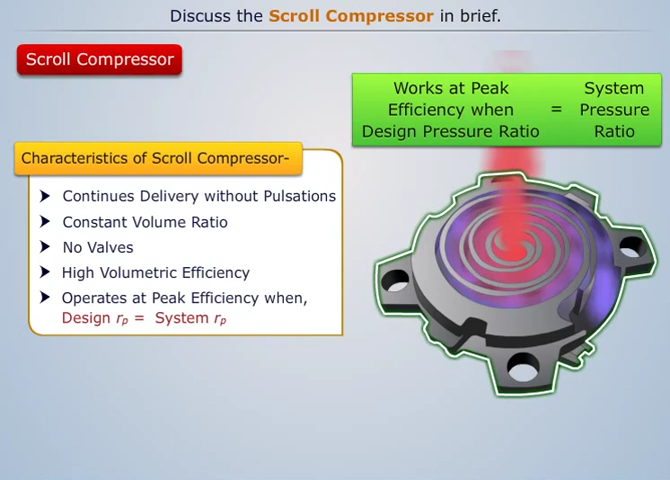 Discuss the Scroll Compressor in brief.
Scroll Compressor
Works at Peak
Efficiency when
Design Pressure Ratio
=
System
Pressure
Ratio
Characteristics of Scroll Compressor-
Continues Delivery without Pulsations
Constant Volume Ratio
No Valves
High Volumetric Efficiency
Operates at Peak Efficiency when,
Design rp = System rp